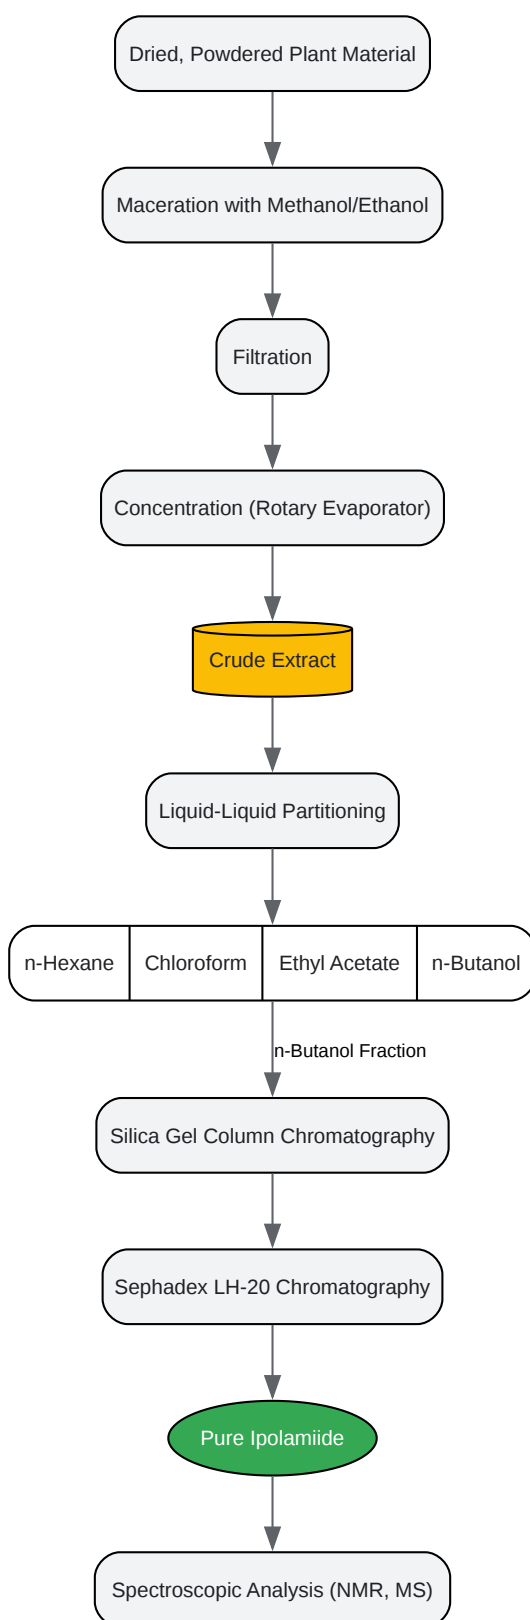 Dried, Powdered Plant Material
Maceration with Methanol/Ethanol
Filtration
Concentration (Rotary Evaporator)
Crude Extract
Liquid-Liquid Partitioning
n-Hexane
Chloroform
Ethyl Acetate
n-Butanol
n-Butanol Fraction
Silica Gel Column Chromatography
Sephadex LH-20 Chromatography
Pure Ipolamiide
Spectroscopic Analysis (NMR, MS)